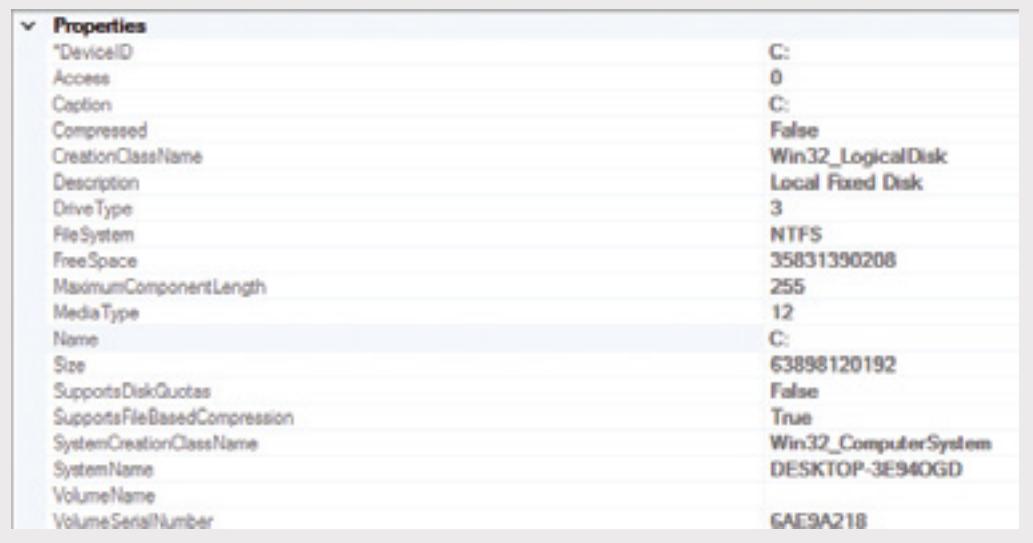 Properties
*DeviceID C:
Access 0
Caption C:
Compressed False
CreationClassName Win32_LogicalDisk
Description Local Fixed Disk
DriveType 3
FileSystem NTFS
FreeSpace 35831390208
MaximumComponentLength 255
MediaType 12
Name C:
Size 63898120192
SupportsDiskQuotas False
SupportsFileBasedCompression True
SystemCreationClassName Win32_ComputerSystem
SystemName DESKTOP-3E94OGD
VolumeName
VolumeSerialNumber 6AE9A218